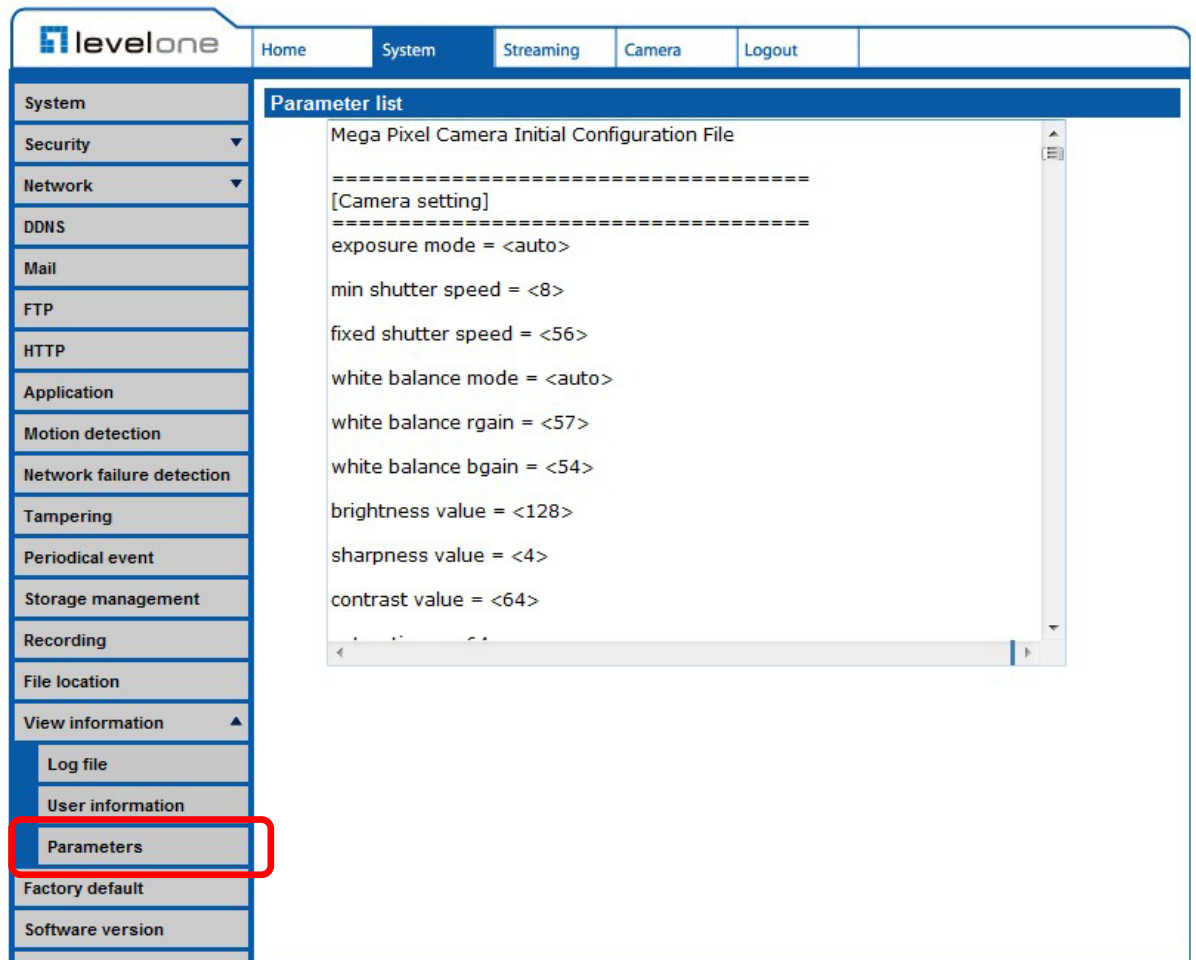 levelone
Home System Streaming Camera Logout
System
Security
Network
DDNS
Mail
FTP
HTTP
Application
Motion detection
Network failure detection
Tampering
Periodical event
Storage management
Recording
File location
View information
Log file
User information
Parameters
Factory default
Software version
Parameter list
Mega Pixel Camera Initial Configuration File
====================================
[Camera setting]
====================================
exposure mode = <auto>
min shutter speed = <8>
fixed shutter speed = <56>
white balance mode = <auto>
white balance rgain = <57>
white balance bgain = <54>
brightness value = <128>
sharpness value = <4>
contrast value = <64>